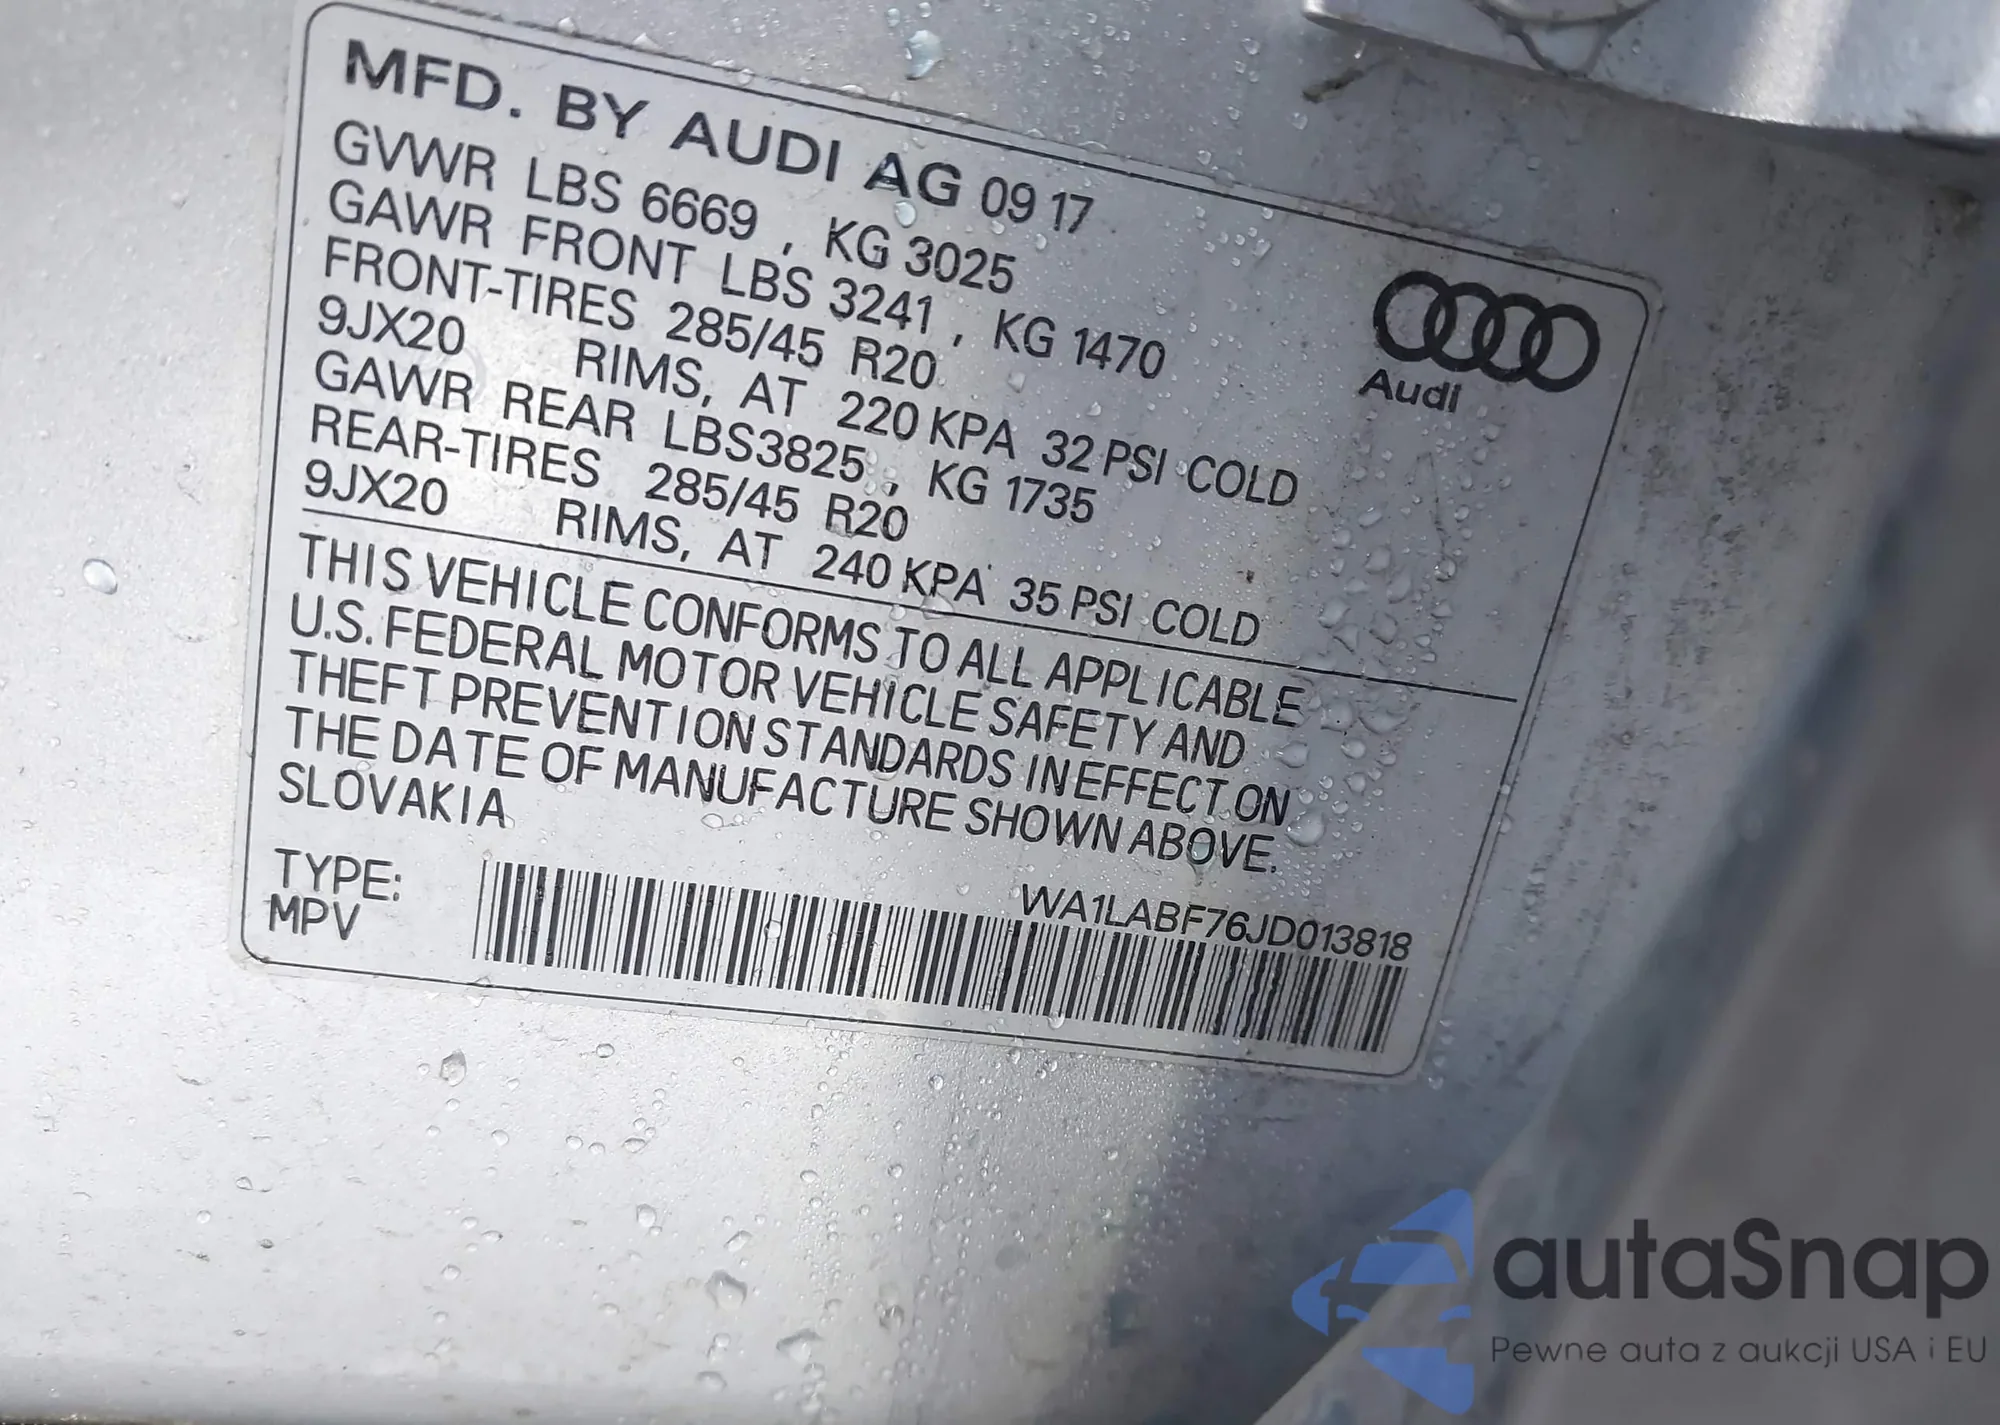 MFD. BY AUDI AG 09 17
GVWR LBS 6669 , KG 3025
GAWR FRONT LBS 3241 , KG 1470
FRONT-TIRES 285/45 R20
9JX20 RIMS, AT 220 KPA 32 PSI COLD
GAWR REAR LBS3825 , KG 1735
REAR-TIRES 285/45 R20
9JX20 RIMS, AT 240 KPA 35 PSI COLD
Audi
THIS VEHICLE CONFORMS TO ALL APPLICABLE
U.S. FEDERAL MOTOR VEHICLE SAFETY AND
THEFT PREVENTION STANDARDS IN EFFECT ON
THE DATE OF MANUFACTURE SHOWN ABOVE.
SLOVAKIA
TYPE:
MPV
WA1LABF76JD013818
autaSnap
Pewne auta z aukcji USA i EU